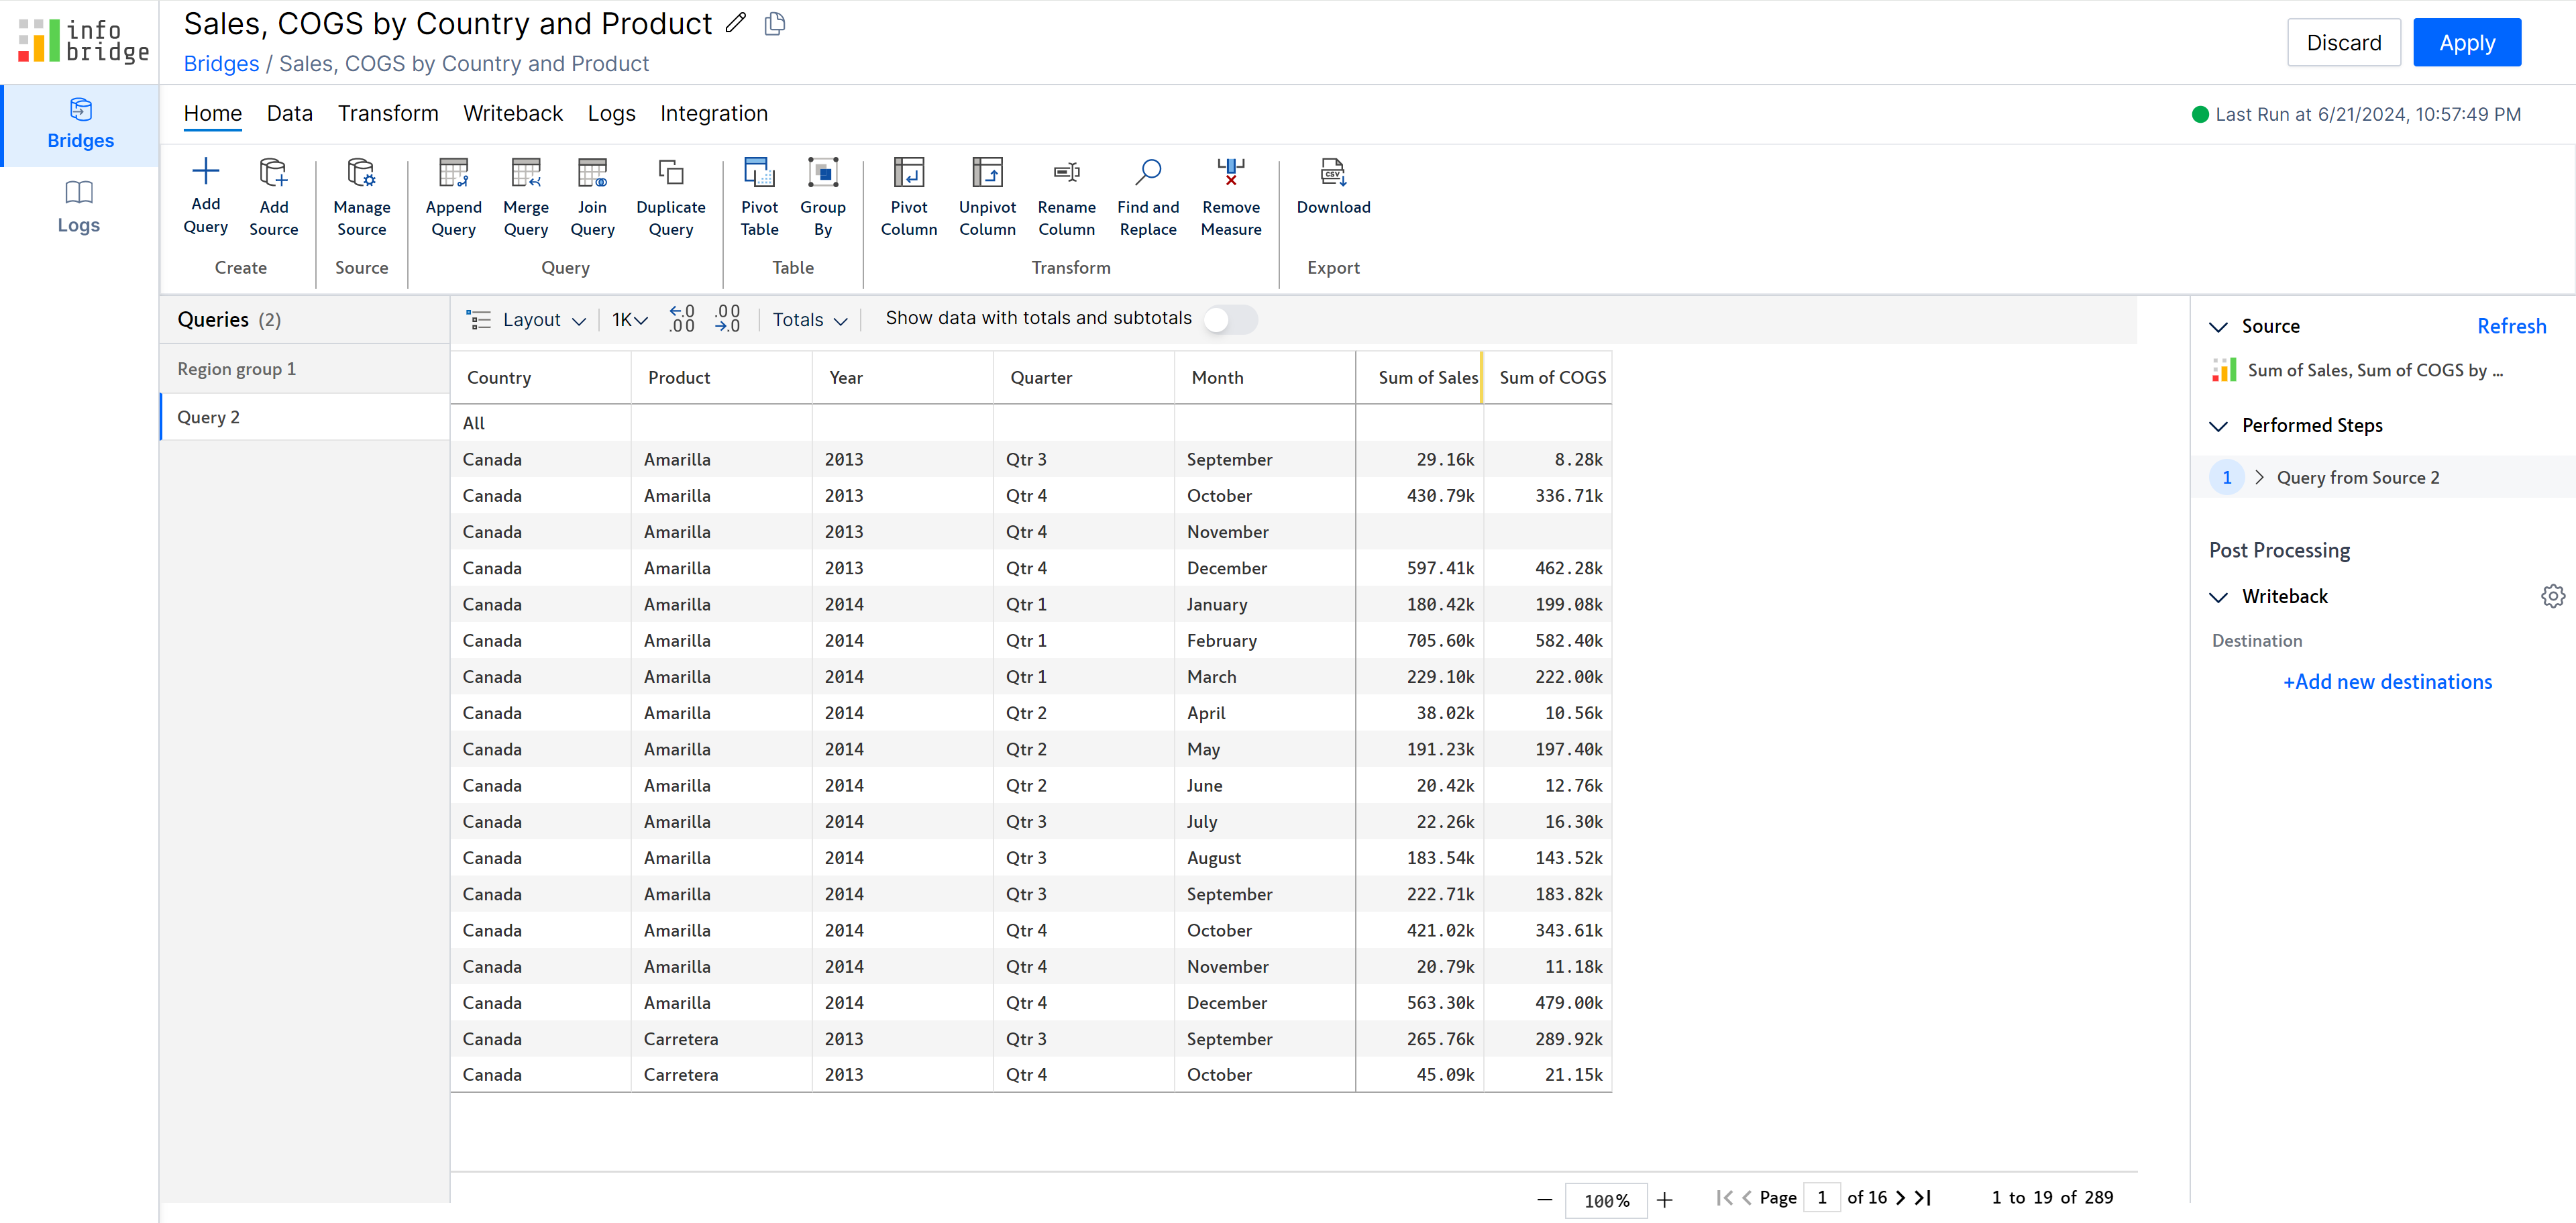 info bridge
Sales, COGS by Country and Product
Bridges / Sales, COGS by Country and Product
Discard
Apply
Bridges
Logs
Home Data Transform Writeback Logs Integration
Last Run at 6/21/2024, 10:57:49 PM
Add Query
Add Source
Create
Manage Source
Source
Append Query
Merge Query
Join Query
Duplicate Query
Query
Pivot Table
Group By
Table
Pivot Column
Unpivot Column
Rename Column
Find and Replace
Remove Measure
Transform
CSV
Download
Export
Queries (2)
Region group 1
Query 2
Layout 1K .0 .00 .00 .0 Totals Show data with totals and subtotals
Country Product Year Quarter Month Sum of Sales Sum of COGS
All
Canada Amarilla 2013 Qtr 3 September 29.16k 8.28k
Canada Amarilla 2013 Qtr 4 October 430.79k 336.71k
Canada Amarilla 2013 Qtr 4 November
Canada Amarilla 2013 Qtr 4 December 597.41k 462.28k
Canada Amarilla 2014 Qtr 1 January 180.42k 199.08k
Canada Amarilla 2014 Qtr 1 February 705.60k 582.40k
Canada Amarilla 2014 Qtr 1 March 229.10k 222.00k
Canada Amarilla 2014 Qtr 2 April 38.02k 10.56k
Canada Amarilla 2014 Qtr 2 May 191.23k 197.40k
Canada Amarilla 2014 Qtr 2 June 20.42k 12.76k
Canada Amarilla 2014 Qtr 3 July 22.26k 16.30k
Canada Amarilla 2014 Qtr 3 August 183.54k 143.52k
Canada Amarilla 2014 Qtr 3 September 222.71k 183.82k
Canada Amarilla 2014 Qtr 4 October 421.02k 343.61k
Canada Amarilla 2014 Qtr 4 November 20.79k 11.18k
Canada Amarilla 2014 Qtr 4 December 563.30k 479.00k
Canada Carretera 2013 Qtr 3 September 265.76k 289.92k
Canada Carretera 2013 Qtr 4 October 45.09k 21.15k
100% Page 1 of 16 1 to 19 of 289
Source Refresh
Sum of Sales, Sum of COGS by ...
Performed Steps
1 Query from Source 2
Post Processing
Writeback
Destination
+Add new destinations